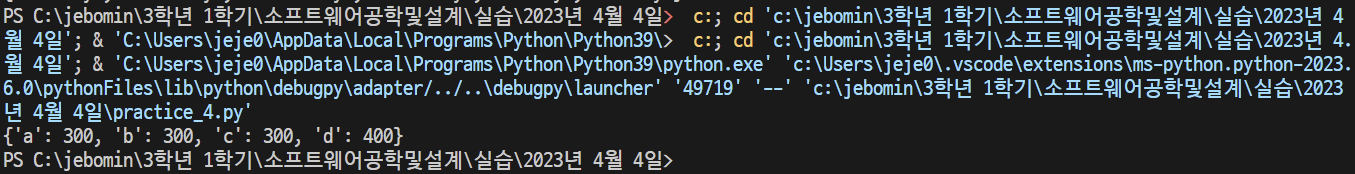 PS C:\jebomin\3학년 1학기\소프트웨어공학및설계\실습\2023년 4월 4일>  c:; cd 'c:\jebomin\3학년 1학기\소프트웨어공학및설계\실습\2023년 4
월 4일'; & 'C:\Users\jeje0\AppData\Local\Programs\Python\Python39\>  c:; cd 'c:\jebomin\3학년 1학기\소프트웨어공학및설계\실습\2023년 4.
월 4일'; & 'C:\Users\jeje0\AppData\Local\Programs\Python\Python39\python.exe' 'c:\Users\jeje0\.vscode\extensions\ms-python.python-2023.
6.0\pythonFiles\lib\python\debugpy\adapter/../..\debugpy\launcher' '49719' '--' 'c:\jebomin\3학년 1학기\소프트웨어공학및설계\실습\2023
년 4월 4일\practice_4.py'
{'a': 300, 'b': 300, 'c': 300, 'd': 400}
PS C:\jebomin\3학년 1학기\소프트웨어공학및설계\실습\2023년 4월 4일>